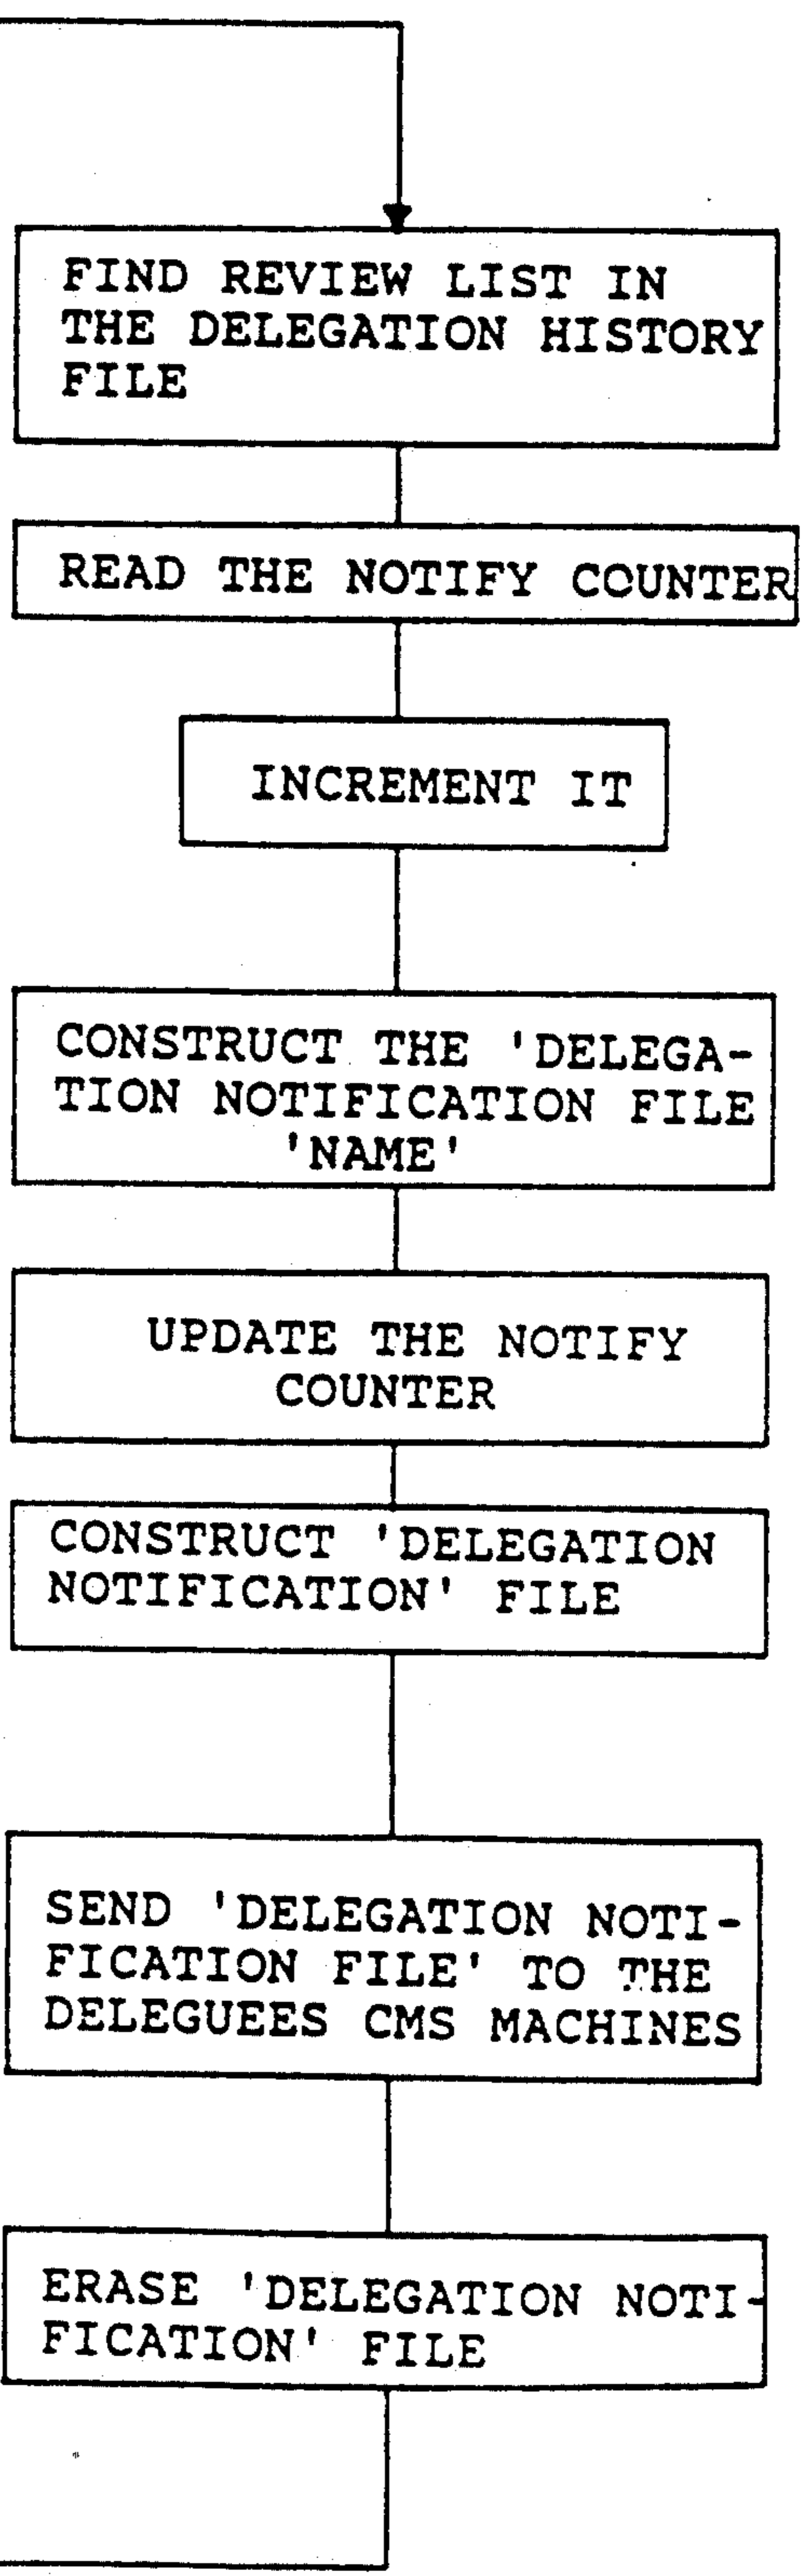 FIND REVIEW LIST IN
THE DELEGATION HISTORY
FILE
READ THE NOTIFY COUNTER
INCREMENT IT
CONSTRUCT THE 'DELEGA-
TION NOTIFICATION FILE
'NAME'
UPDATE THE NOTIFY
COUNTER
CONSTRUCT 'DELEGATION
NOTIFICATION' FILE
SEND 'DELEGATION NOTI-
FICATION FILE' TO THE
DELEGUEES CMS MACHINES
ERASE 'DELEGATION NOTI-
FICATION' FILE